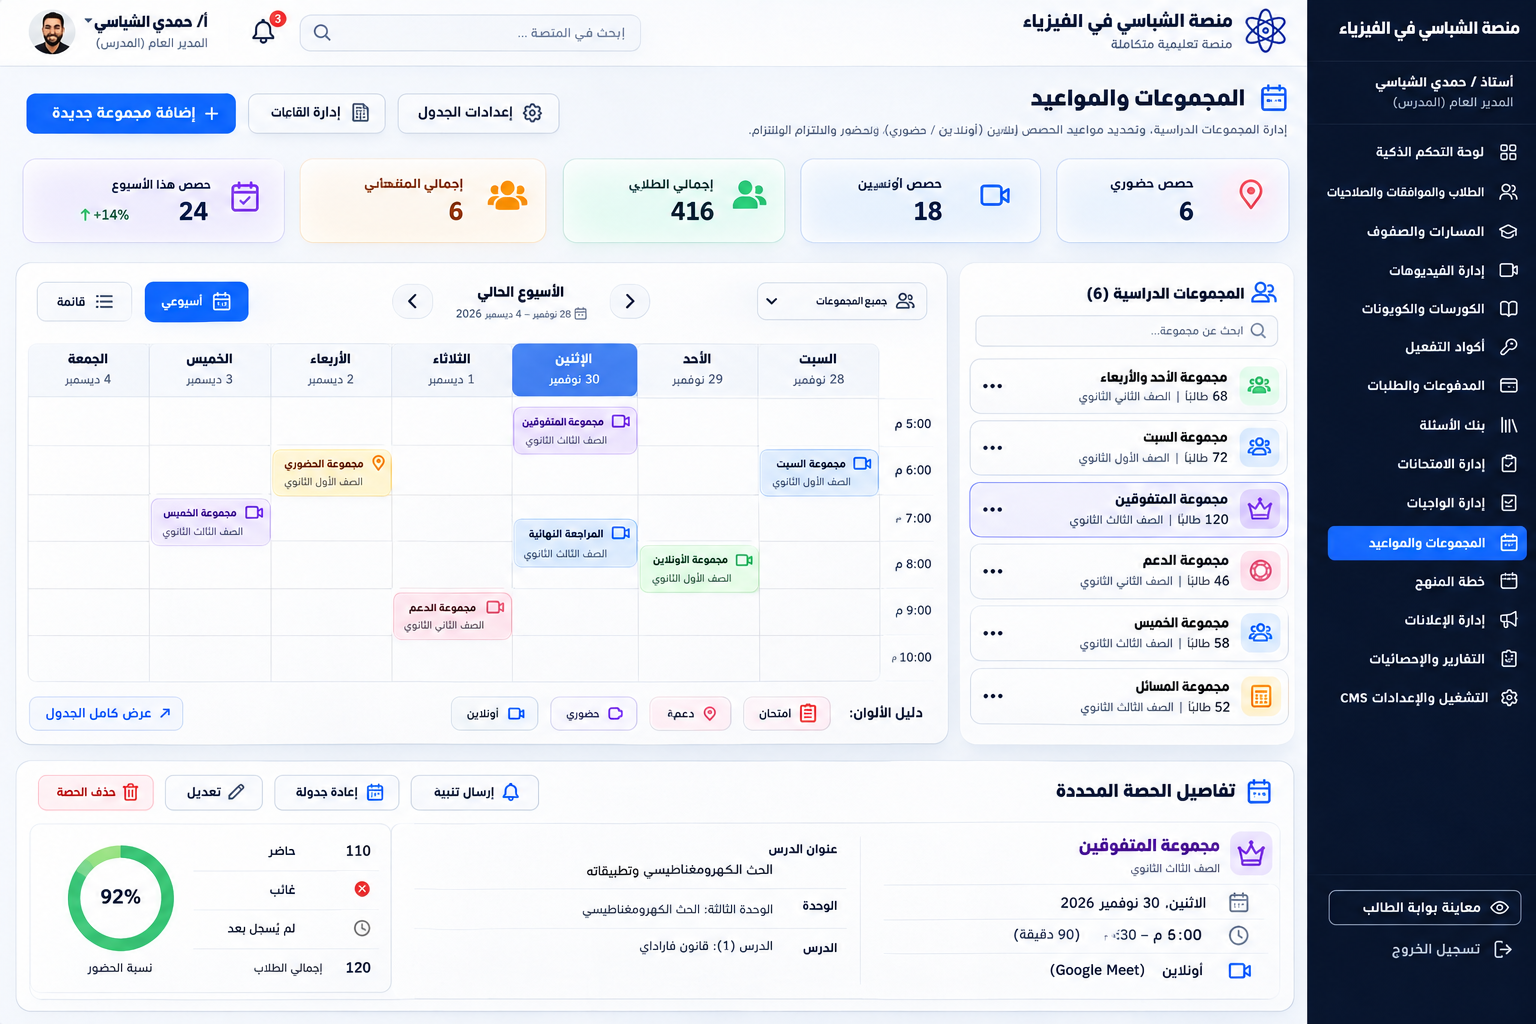 منصة الشباسي في الفيزياء
أستاذ / حمدي الشياسي
المدير العام (المدرس)
لوحة التحكم الذكية
الطلاب والموافقات والصلاحيات
المسارات والصفوف
إدارة الفيديوهات
الكورسات والكوبونات
أكواد التفعيل
المدفوعات والطلبات
بنك الأسئلة
إدارة الامتحانات
إدارة الواجبات
المجموعات والمواعيد
خطة المنهج
إدارة الإعلانات
التقارير والإحصائيات
التشغيل والإعدادات CMS
معاينة بوابة الطالب
تسجيل الخروج
منصة الشباسي في الفيزياء
منصة تعليمية متكاملة
إبحث في المتصة ...
3
أ/ حمدي الشياسي
المدير العام (المدرس)
المجموعات والمواعيد
إدارة المجموعات الدراسية، وتحديد مواعيد الحصص (أونلاين / حضوري)، والحضور
إعدادات الجدول
إدارة القاعات
+ إضافة مجموعة جديدة
حصص حضوري
6
حصص
18
إجمالي
416
إجمالي
6
حصص هذا الأسبوع
24
+14%
المجموعات الدراسية (6)
ابحث عن مجموعة...
مجموعة الأحد والأربعاء
68 طالبًا | الصف الثاني الثانوي
مجموعة السبت
72 طالبًا | الصف الأول الثانوي
مجموعة المتفوقين
120 طالبًا | الصف الثالث الثانوي
مجموعة الدعم
46 طالبًا | الصف الثاني الثانوي
مجموعة الخميس
58 طالبًا | الصف الثالث الثانوي
مجموعة المسائل
52 طالبًا | الصف الثالث الثانوي
جميع المجموعات
الأسبوع الحالي
28 نوفمبر – 4 ديسمبر 2026
أسبوعي
قائمة
السبت
28 نوفمبر
الأحد
29 نوفمبر
الإثنين
30 نوفمبر
الثلاثاء
1 ديسمبر
الأربعاء
2 ديسمبر
الخميس
3 ديسمبر
الجمعة
4 ديسمبر
5:00 م
مجموعة المتفوقين
الصف الثالث الثانوي
6:00 م
مجموعة السبت
الصف الأول الثانوي
مجموعة الحضوري
الصف الأول الثانوي
7:00 م
مجموعة الخميس
الصف الثالث الثانوي
المراجعة النهائية
الصف الثالث الثانوي
8:00 م
مجموعة الأونلاين
الصف الأول الثانوي
9:00 م
مجموعة الدعم
الصف الثاني الثانوي
10:00 م
دليل الألوان:
امتحان
دعمة
حضوري
أونلاين
عرض كامل الجدول
تفاصيل الحصة المحددة
إرسال تنبية
إعادة جدولة
تعديل
حذف الحصة
مجموعة المتفوقين
الصف الثالث الثانوي
الاثنين، 30 نوفمبر 2026
5:00 م – (90 دقيقة)
أونلاين (Google Meet)
عنوان الدرس
الحث الكهرومغناطيسي وتطبيقاته
الوحدة
الوحدة الثالثة: الحث الكهرومغناطيسي
الدرس
الدرس (1): قانون فاراداي
110 حاضر
غائب
لم يُسجل بعد
120 إجمالي الطلاب
92%
نسبة الحضور